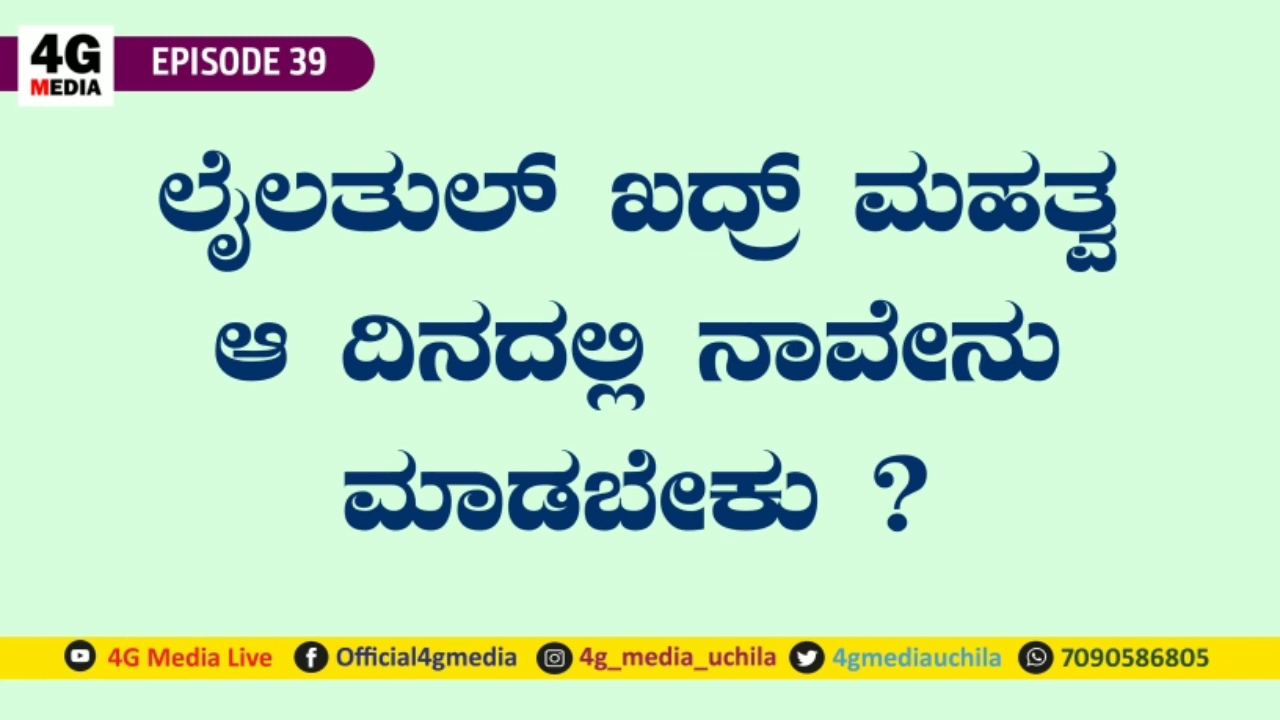 4G
MEDIA
EPISODE 39
ಲೈಲತುಲ್ ಖದ್ರ್ ಮಹತ್ವ
ಆ ದಿನದಲ್ಲಿ ನಾವೇನು
ಮಾಡಬೇಕು ?
4G Media Live Official4gmedia 4g_media_uchila 4gmediauchila 7090586805